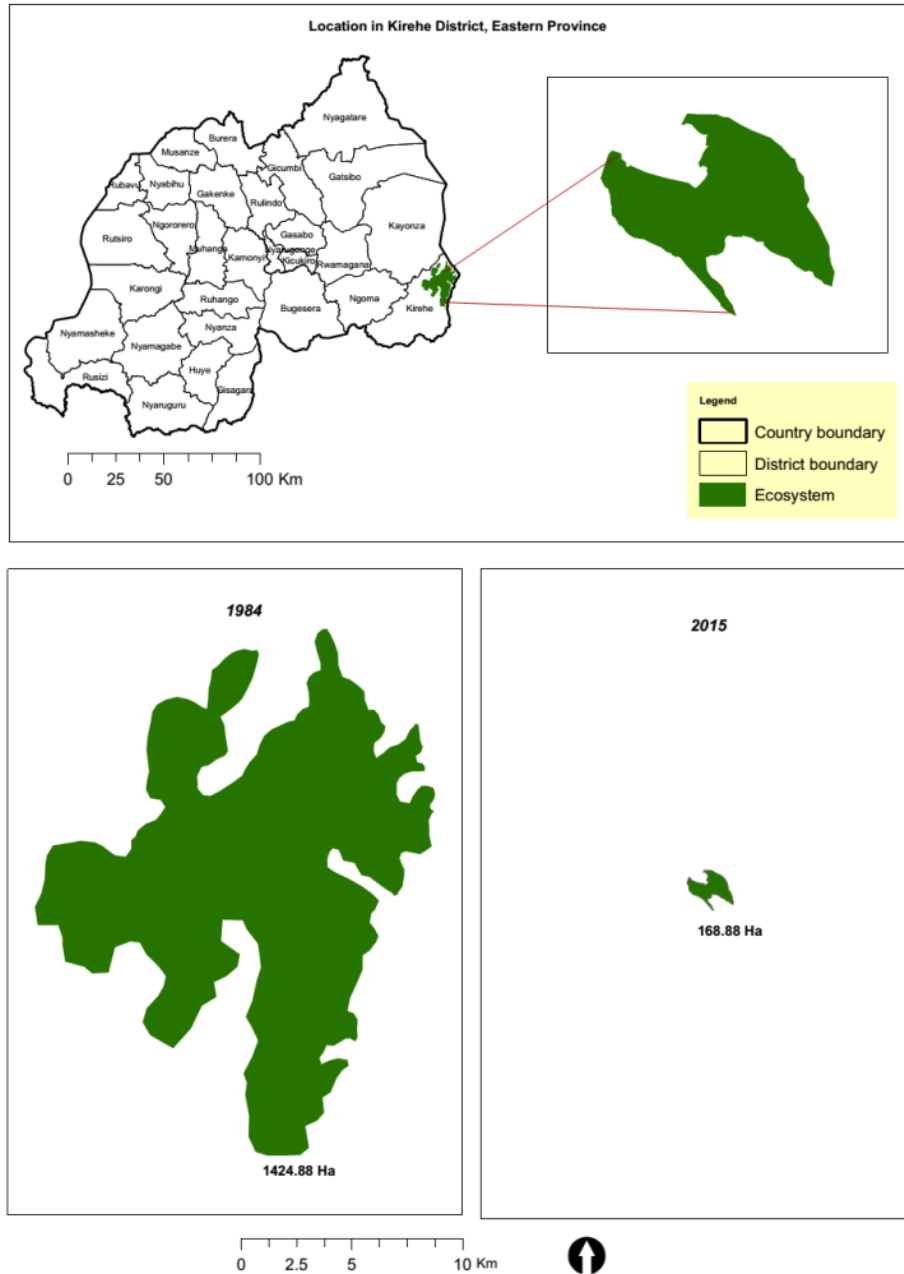 Location in Kirehe District, Eastern Province
Nyagatare
Burera
Musanze
Gicumbi
Gatsibo
Rubavu
Nyabihu
Gakenke
Rulindo
Kayonza
Ngororero
Rutsiro
Gasabo
Muhanga
Nyarugenge
Kamonyi
Kicukiro
Rwamagana
Karongi
Ruhango
Bugesera
Ngoma
Kirehe
Nyamasheke
Nyanza
Nyamagabe
Huye
Rusizi
Gisagara
Nyaruguru
0 25 50 100 Km
Legend
Country boundary
District boundary
Ecosystem
1984
1424.88 Ha
2015
168.88 Ha
0 2.5 5 10 Km